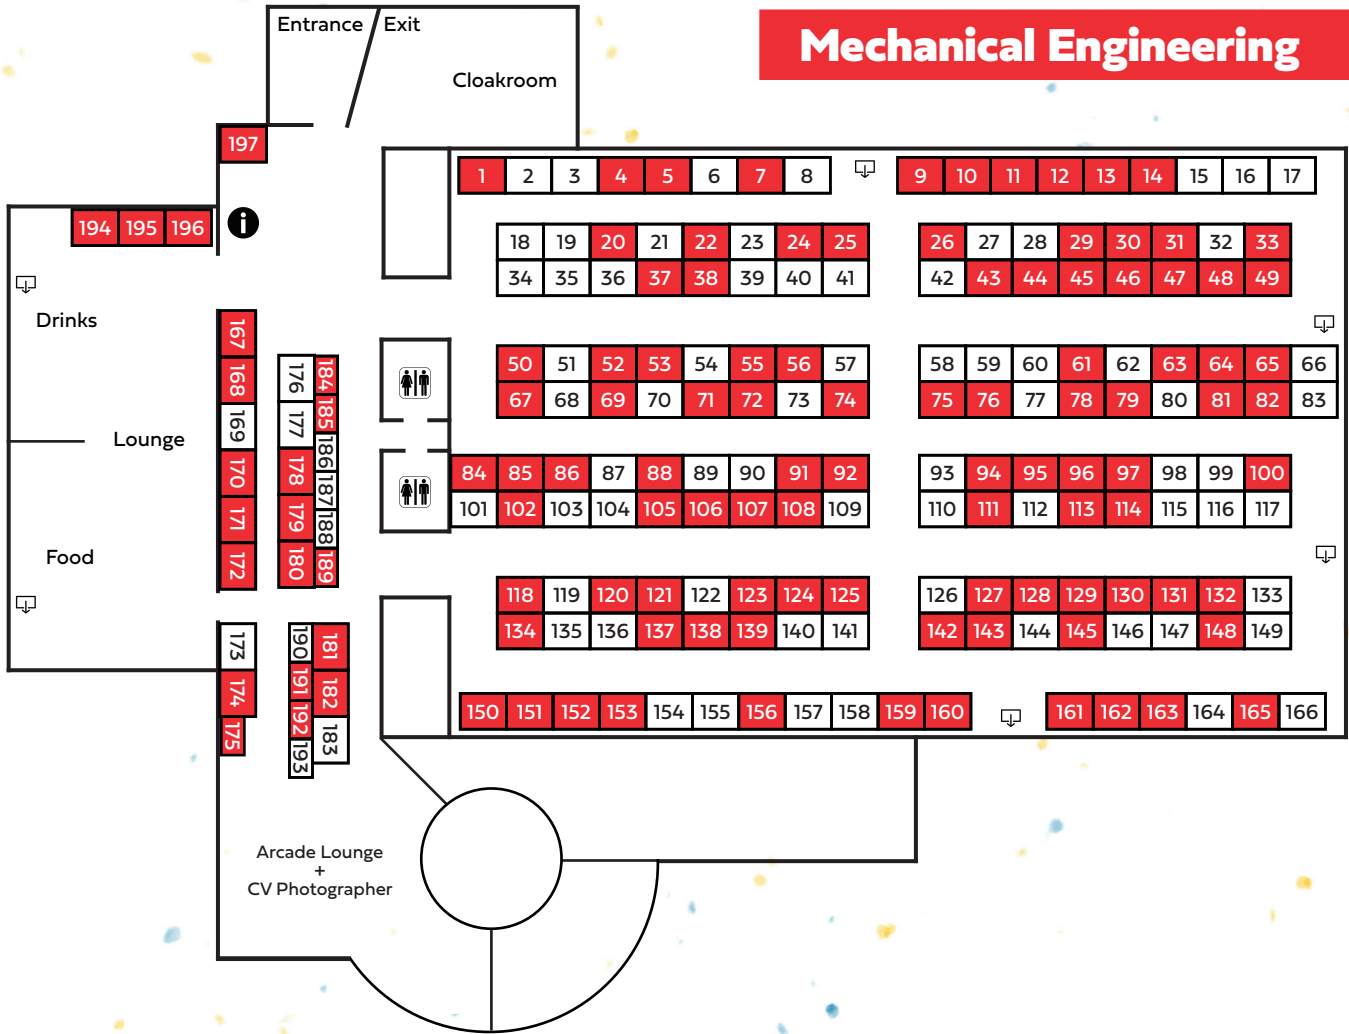 Entrance
Exit
Mechanical Engineering
Cloakroom
197
1 2 3 4 5 6 7 8
9 10 11 12 13 14 15 16 17
194 195 196
i
18 19 20 21 22 23 24 25
26 27 28 29 30 31 32 33
34 35 36 37 38 39 40 41
42 43 44 45 46 47 48 49
Drinks
Lounge
Food
167
168
169
170
171
172
176
177
178
179
180
184
185
186
187
188
189
50 51 52 53 54 55 56 57
58 59 60 61 62 63 64 65 66
67 68 69 70 71 72 73 74
75 76 77 78 79 80 81 82 83
84 85 86 87 88 89 90 91 92
93 94 95 96 97 98 99 100
101 102 103 104 105 106 107 108 109
110 111 112 113 114 115 116 117
118 119 120 121 122 123 124 125
126 127 128 129 130 131 132 133
134 135 136 137 138 139 140 141
142 143 144 145 146 147 148 149
173
174
175
190
191
192
193
181
182
183
150 151 152 153 154 155 156 157 158 159 160
161 162 163 164 165 166
Arcade Lounge
+
CV Photographer